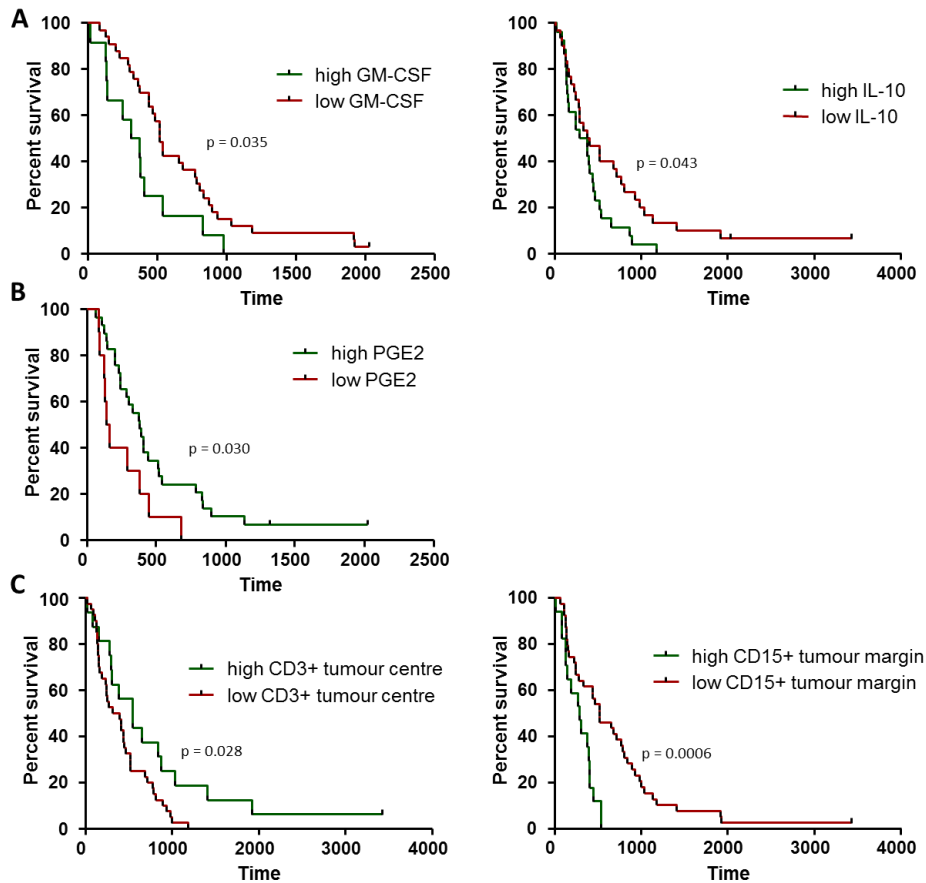 A
Percent survival
100
80
60
40
20
0
0 500 1000 1500 2000 2500
Time
high GM-CSF
low GM-CSF
p = 0.035
Percent survival
100
80
60
40
20
0
0 1000 2000 3000 4000
Time
high IL-10
low IL-10
p = 0.043
B
Percent survival
100
80
60
40
20
0
0 500 1000 1500 2000 2500
Time
high PGE2
low PGE2
p = 0.030
C
Percent survival
100
80
60
40
20
0
0 1000 2000 3000 4000
Time
high CD3+ tumour centre
low CD3+ tumour centre
p = 0.028
Percent survival
100
80
60
40
20
0
0 1000 2000 3000 4000
Time
high CD15+ tumour margin
low CD15+ tumour margin
p = 0.0006